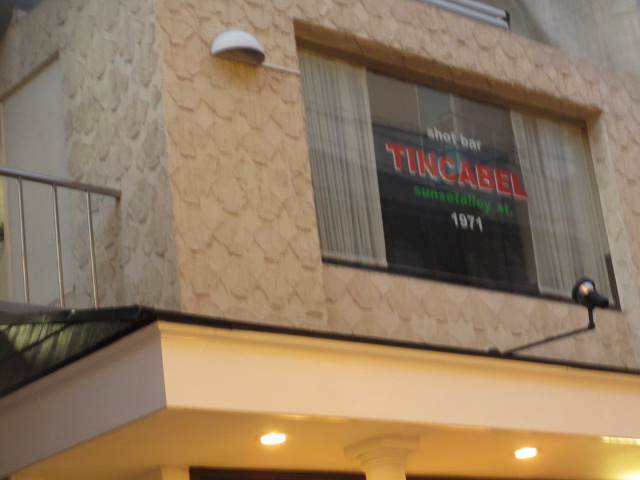 shot bar
TINCABEL
sunsetalley st.
1971